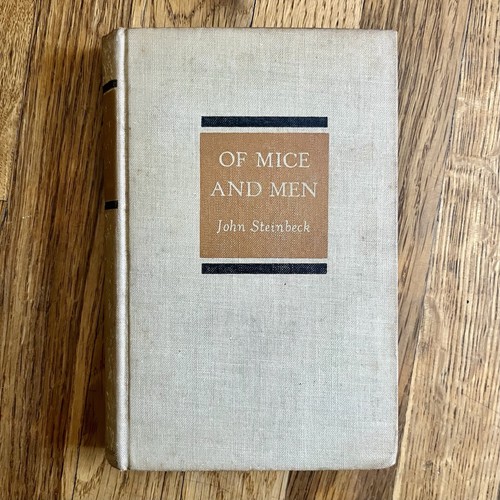 OF MICE
AND MEN
John Steinbeck